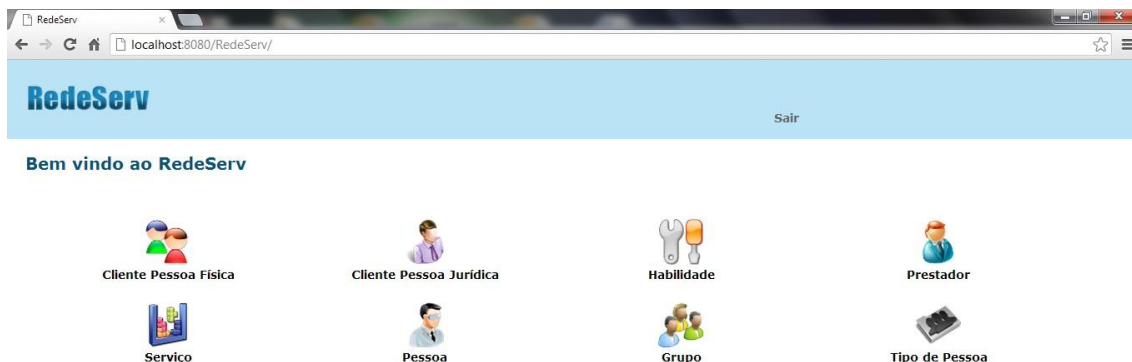 RedeServ
localhost:8080/RedeServ/
RedeServ
Sair
Bem vindo ao RedeServ
Cliente Pessoa Física
Cliente Pessoa Jurídica
Habilidade
Prestador
Servico
Pessoa
Grupo
Tipo de Pessoa